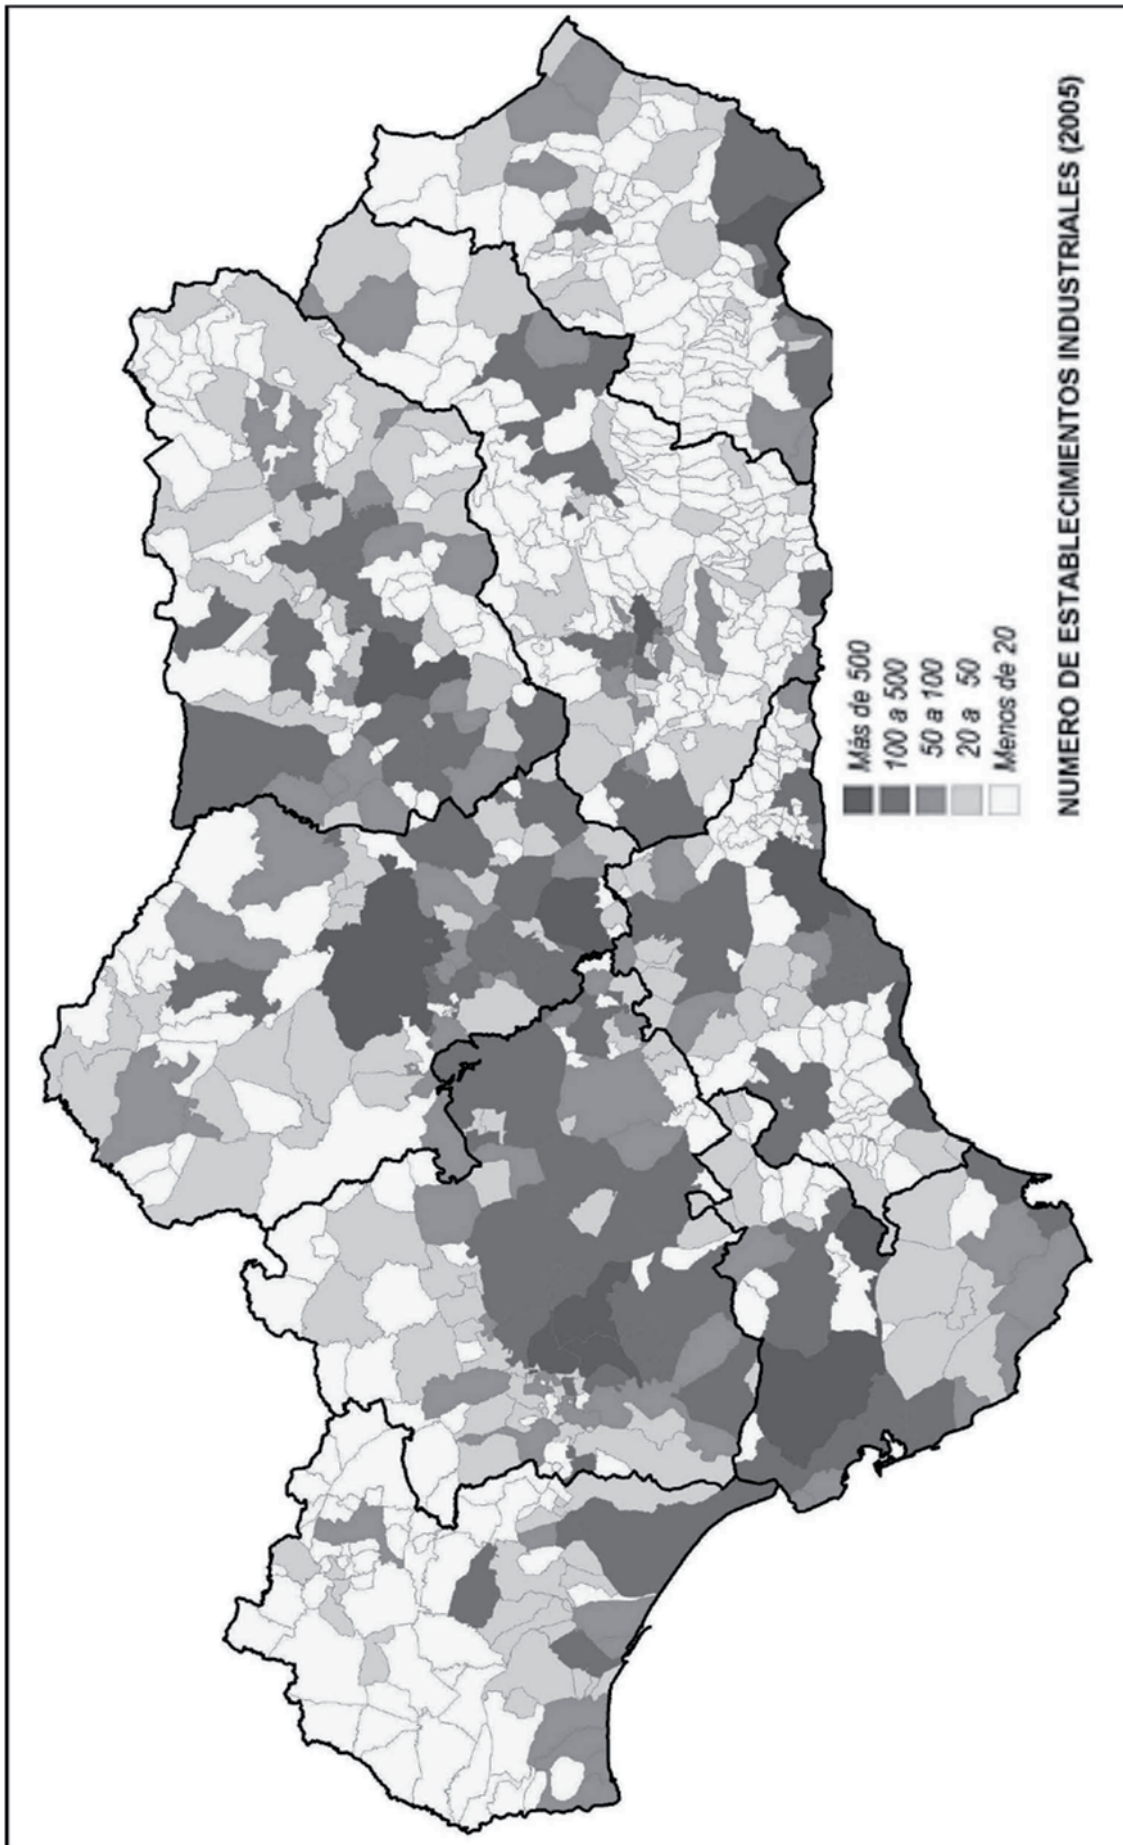 Más de 500
100 a 500
50 a 100
20 a 50
Menos de 20
NUMERO DE ESTABLECIMIENTOS INDUSTRIALES (2005)